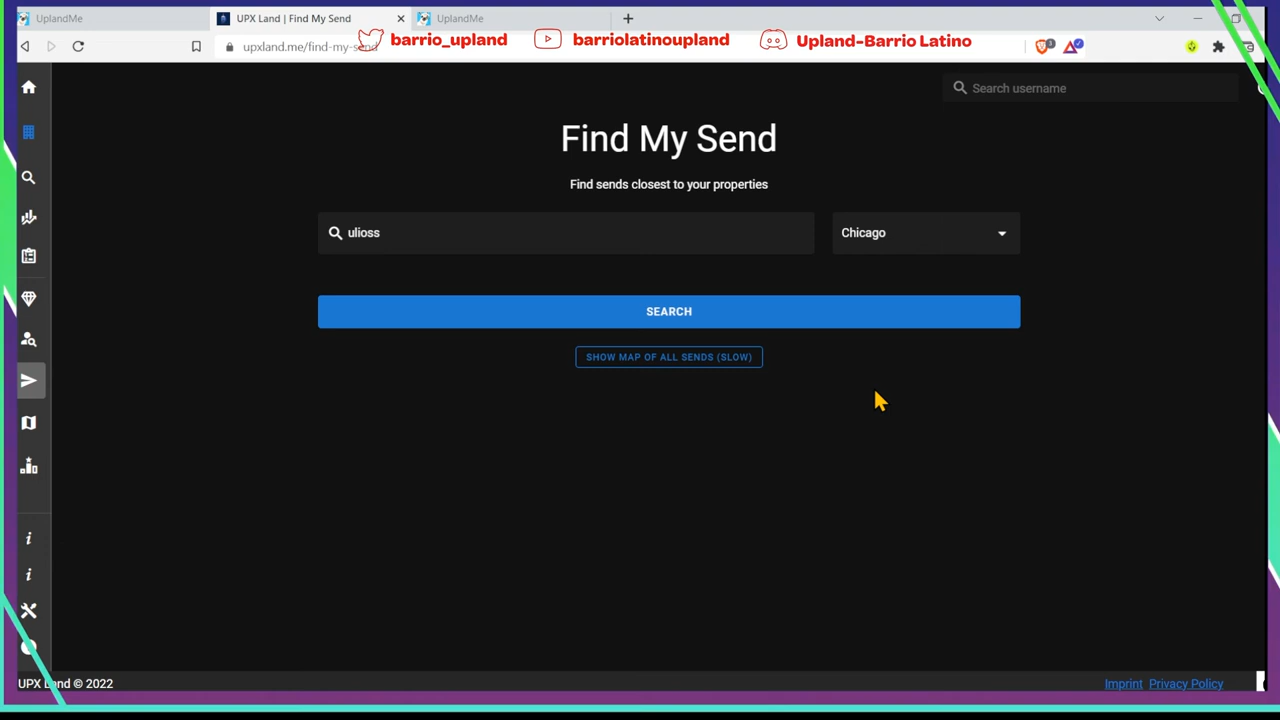 UplandMe
UPX Land | Find My Send
UplandMe
upxland.me/find-my-send
barrio_upland
barriolatinoupland
Upland-Barrio Latino
Search username
Find My Send
Find sends closest to your properties
ulioss
Chicago
SEARCH
SHOW MAP OF ALL SENDS (SLOW)
UPX Land © 2022
Imprint Privacy Policy